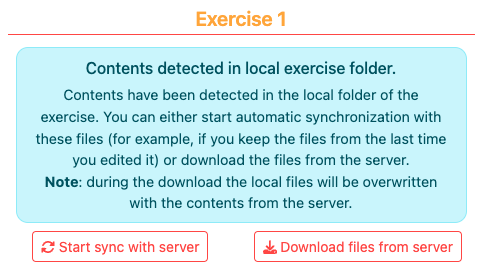 Exercise 1
Contents detected in local exercise folder.
Contents have been detected in the local folder of the
exercise. You can either start automatic synchronization with
these files (for example, if you keep the files from the last time
you edited it) or download the files from the server.
Note: during the download the local files will be overwritten
with the contents from the server.
Start sync with server
Download files from server